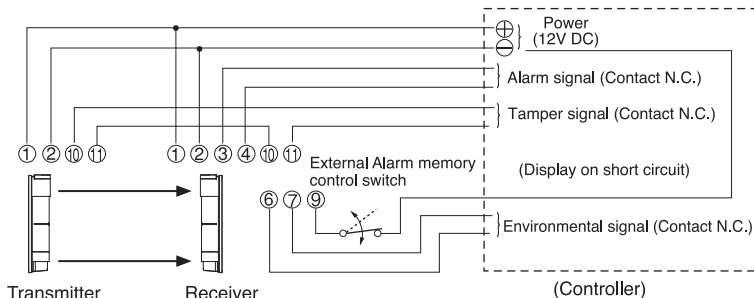 ⊕ Power
⊖ (12V DC)
Alarm signal (Contact N.C.)
Tamper signal (Contact N.C.)
① ② ⑩ ⑪ ① ② ③ ④ ⑩ ⑪
External Alarm memory
control switch
(Display on short circuit)
⑥ ⑦ ⑨
Environmental signal (Contact N.C.)
Transmitter Receiver (Controller)